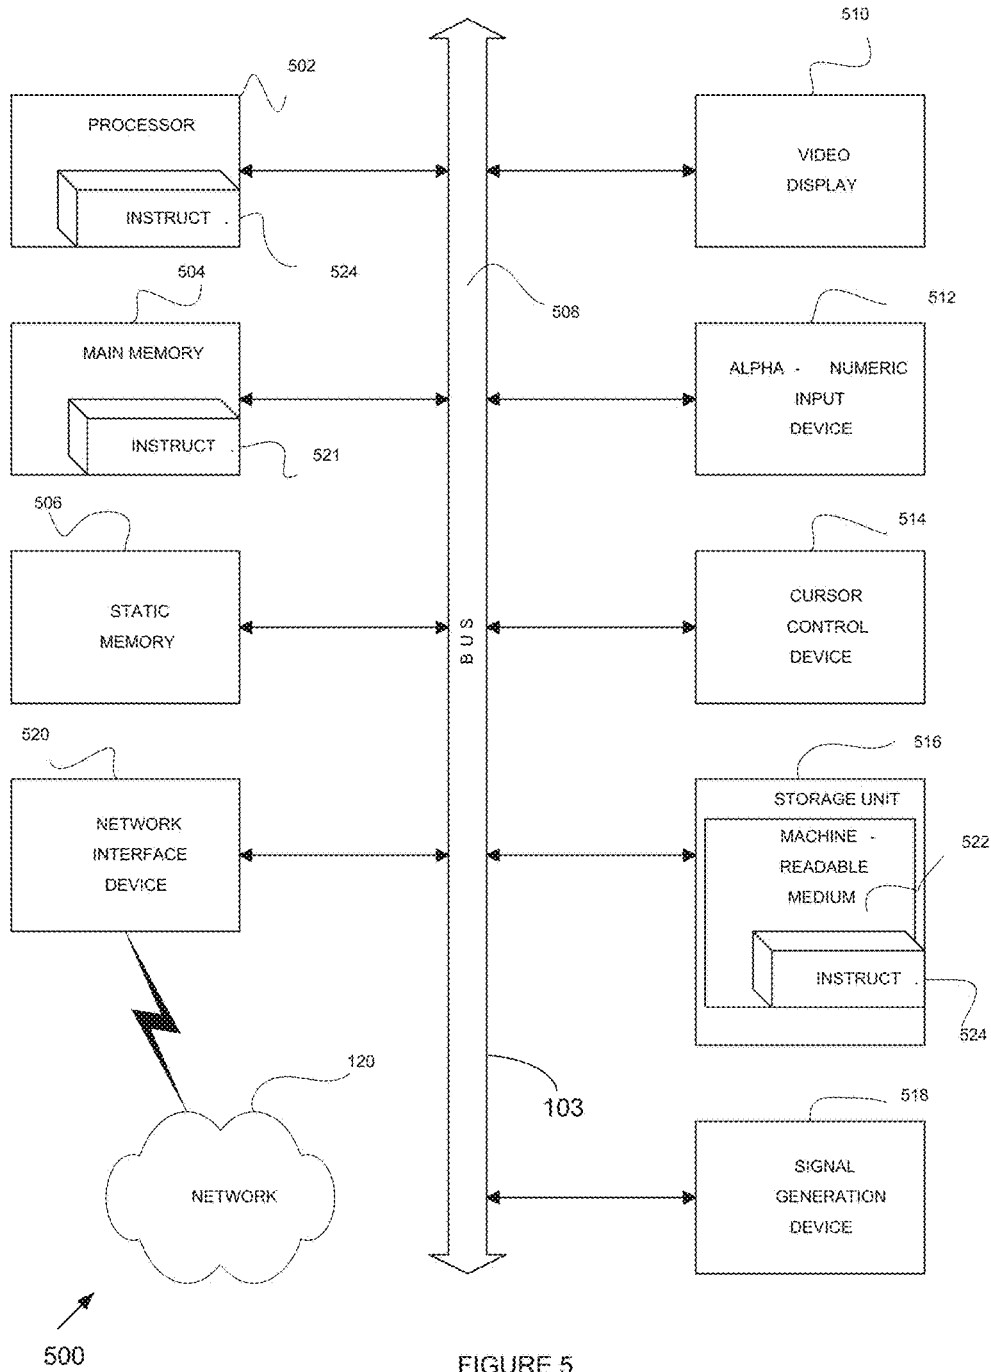 510
502
PROCESSOR
INSTRUCT .
524
VIDEO
DISPLAY
504
508
512
MAIN MEMORY
INSTRUCT .
521
ALPHA - NUMERIC
INPUT
DEVICE
506
514
STATIC
MEMORY
BUS
CURSOR
CONTROL
DEVICE
520
516
NETWORK
INTERFACE
DEVICE
STORAGE UNIT
MACHINE -
READABLE
MEDIUM
522
INSTRUCT .
524
120
103
518
NETWORK
SIGNAL
GENERATION
DEVICE
500
FIGURE 5